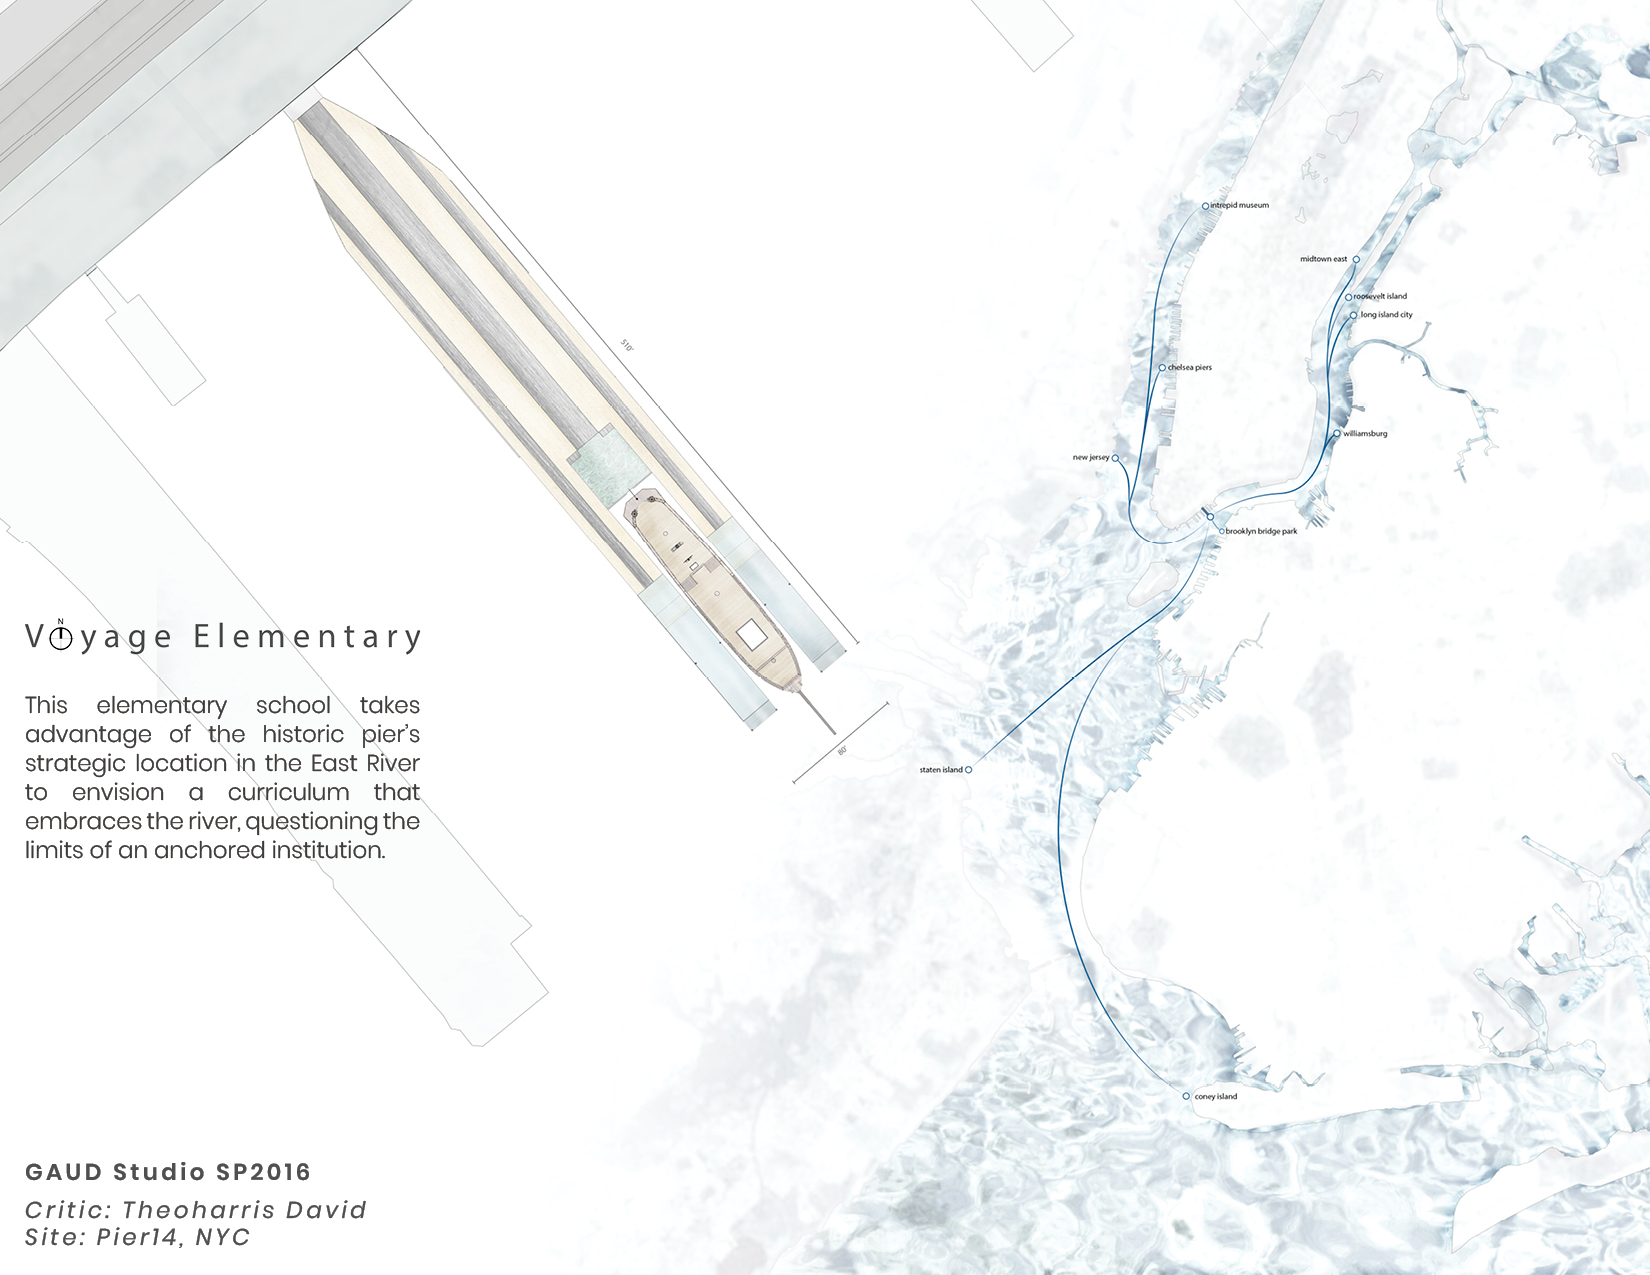 intrepid museum
midtown east
roosevelt island
long island city
510'
chelsea piers
williamsburg
new jersey
brooklyn bridge park
N
Voyage Elementary
This elementary school takes
advantage of the historic pier's
strategic location in the East River
to envision a curriculum that
embraces the river, questioning the
limits of an anchored institution.
80'
staten island
coney island
GAUD Studio SP2016
Critic: Theoharris David
Site: Pier14, NYC